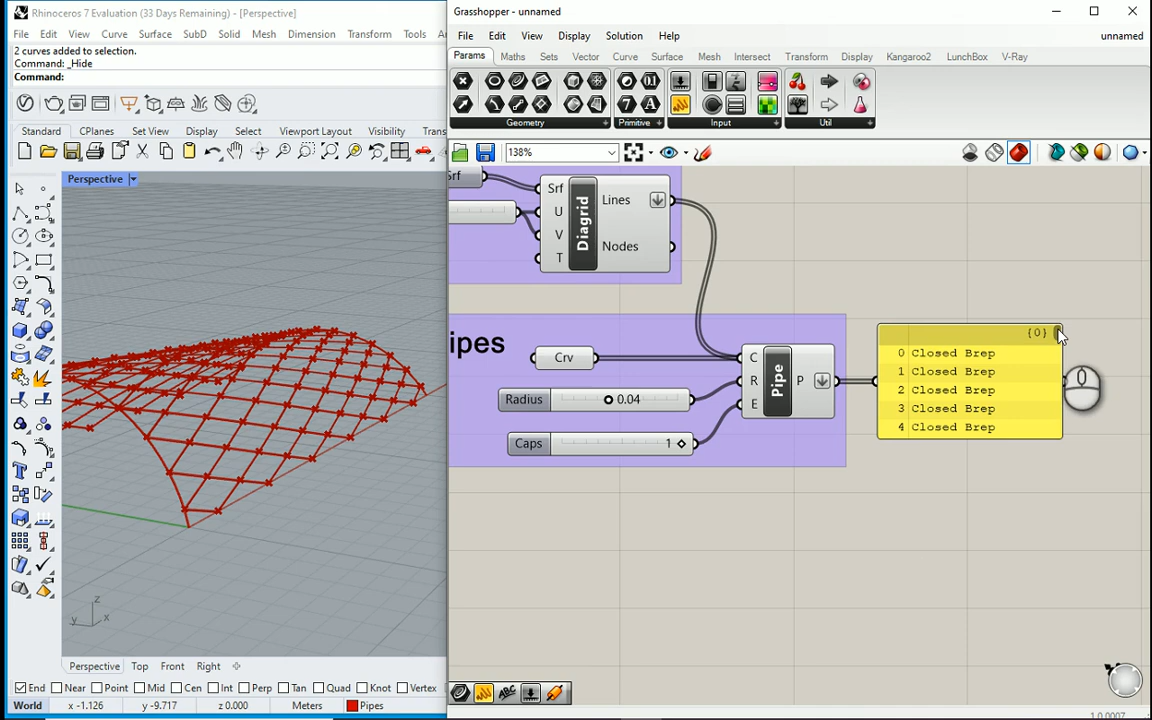 Rhinoceros 7 Evaluation (33 Days Remaining) - [Perspective]
File Edit View Curve Surface SubD Solid Mesh Dimension Transform Tools
2 curves added to selection.
Command: _Hide
Command:
Standard CPlanes Set View Display Select Viewport Layout Visibility Trans
Perspective
z
y
x
Perspective Top Front Right
End Near Point Mid Cen Int Perp Tan Quad Knot Vertex
World x -1.126 y -9.717 z 0.000 Meters Pipes
Grasshopper - unnamed
File Edit View Display Solution Help unnamed
Params Maths Sets Vector Curve Surface Mesh Intersect Transform Display Kangaroo2 LunchBox V-Ray
Geometry Primitive Input Util
138%
Srf Lines
U
Diagrid
V Nodes
T
ipes
Crv C
Radius 0.04 R Pipe P
Caps 1 E
{0}
0 Closed Brep
1 Closed Brep
2 Closed Brep
3 Closed Brep
4 Closed Brep
1.0.0007